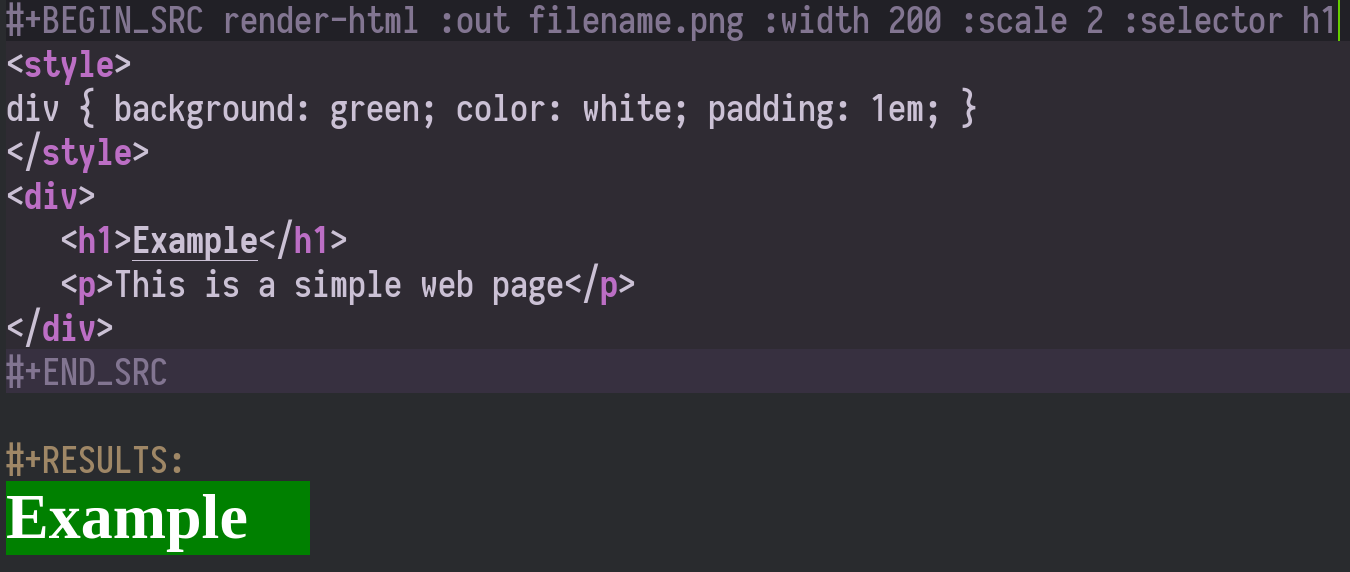 #+BEGIN_SRC render-html :out filename.png :width 200 :scale 2 :selector h1
<style>
div { background: green; color: white; padding: 1em; }
</style>
<div>
   <h1>Example</h1>
   <p>This is a simple web page</p>
</div>
#+END_SRC

#+RESULTS:
Example